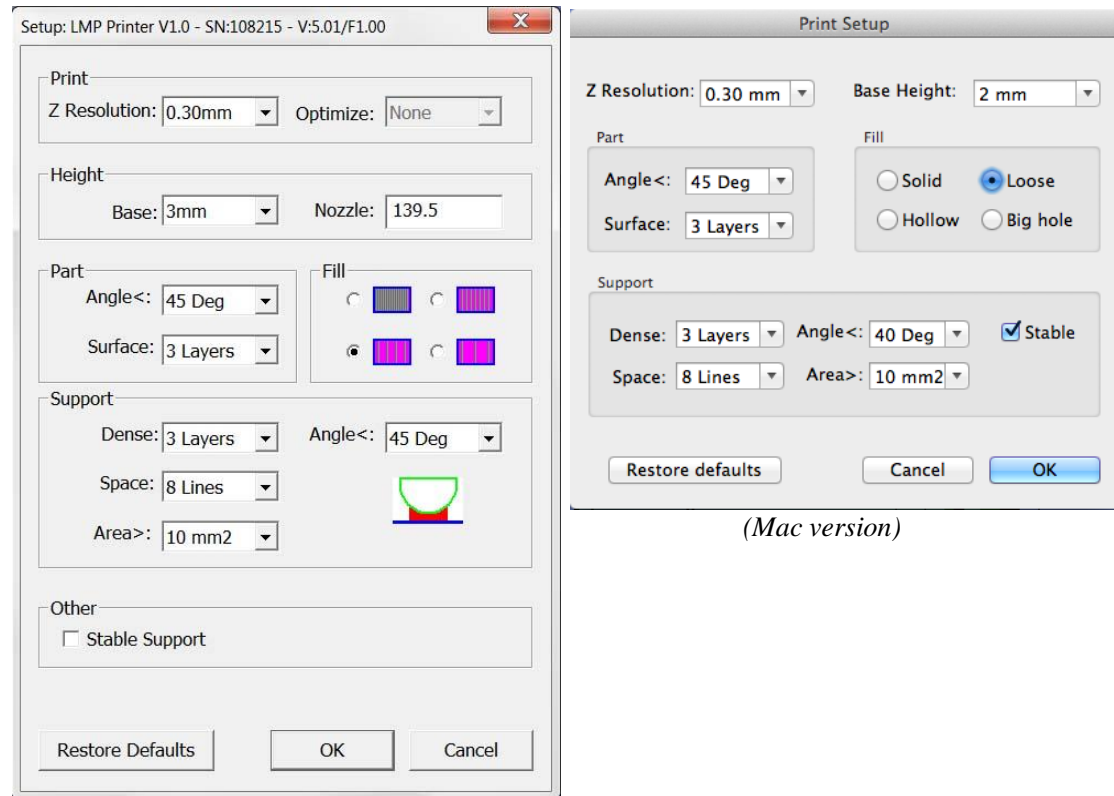 Setup: LMP Printer V1.0 - SN:108215 - V:5.01/F1.00
Print
Z Resolution: 0.30mm Optimize: None
Height
Base: 3mm Nozzle: 139.5
Part Fill
Angle<: 45 Deg
Surface: 3 Layers
Support
Dense: 3 Layers Angle<: 45 Deg
Space: 8 Lines
Area>: 10 mm2
Other
Stable Support
Restore Defaults OK Cancel
Print Setup
Z Resolution: 0.30 mm Base Height: 2 mm
Part Fill
Angle<: 45 Deg Solid Loose
Surface: 3 Layers Hollow Big hole
Support
Dense: 3 Layers Angle<: 40 Deg Stable
Space: 8 Lines Area>: 10 mm2
Restore defaults Cancel OK
(Mac version)